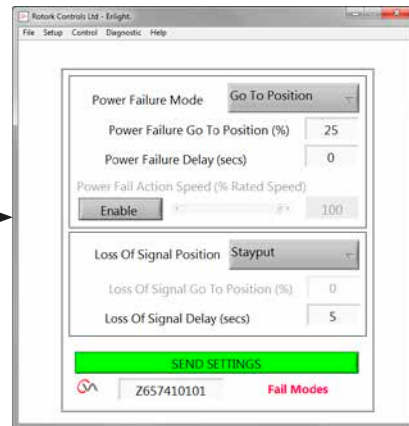 Rotork Controls Ltd - Enlight.
File Setup Control Diagnostic Help
Power Failure Mode Go To Position
Power Failure Go To Position (%) 25
Power Failure Delay (secs) 0
Power Fail Action Speed (% Rated Speed)
Enable 100
Loss Of Signal Position Stayput
Loss Of Signal Go To Position (%) 0
Loss Of Signal Delay (secs) 5
SEND SETTINGS
Z657410101 Fail Modes